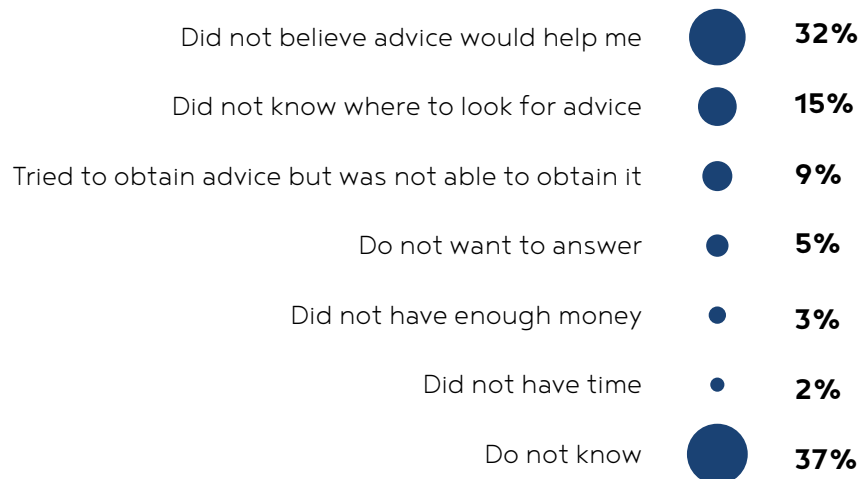 Did not believe advice would help me 32%
Did not know where to look for advice 15%
Tried to obtain advice but was not able to obtain it 9%
Do not want to answer 5%
Did not have enough money 3%
Did not have time 2%
Do not know 37%